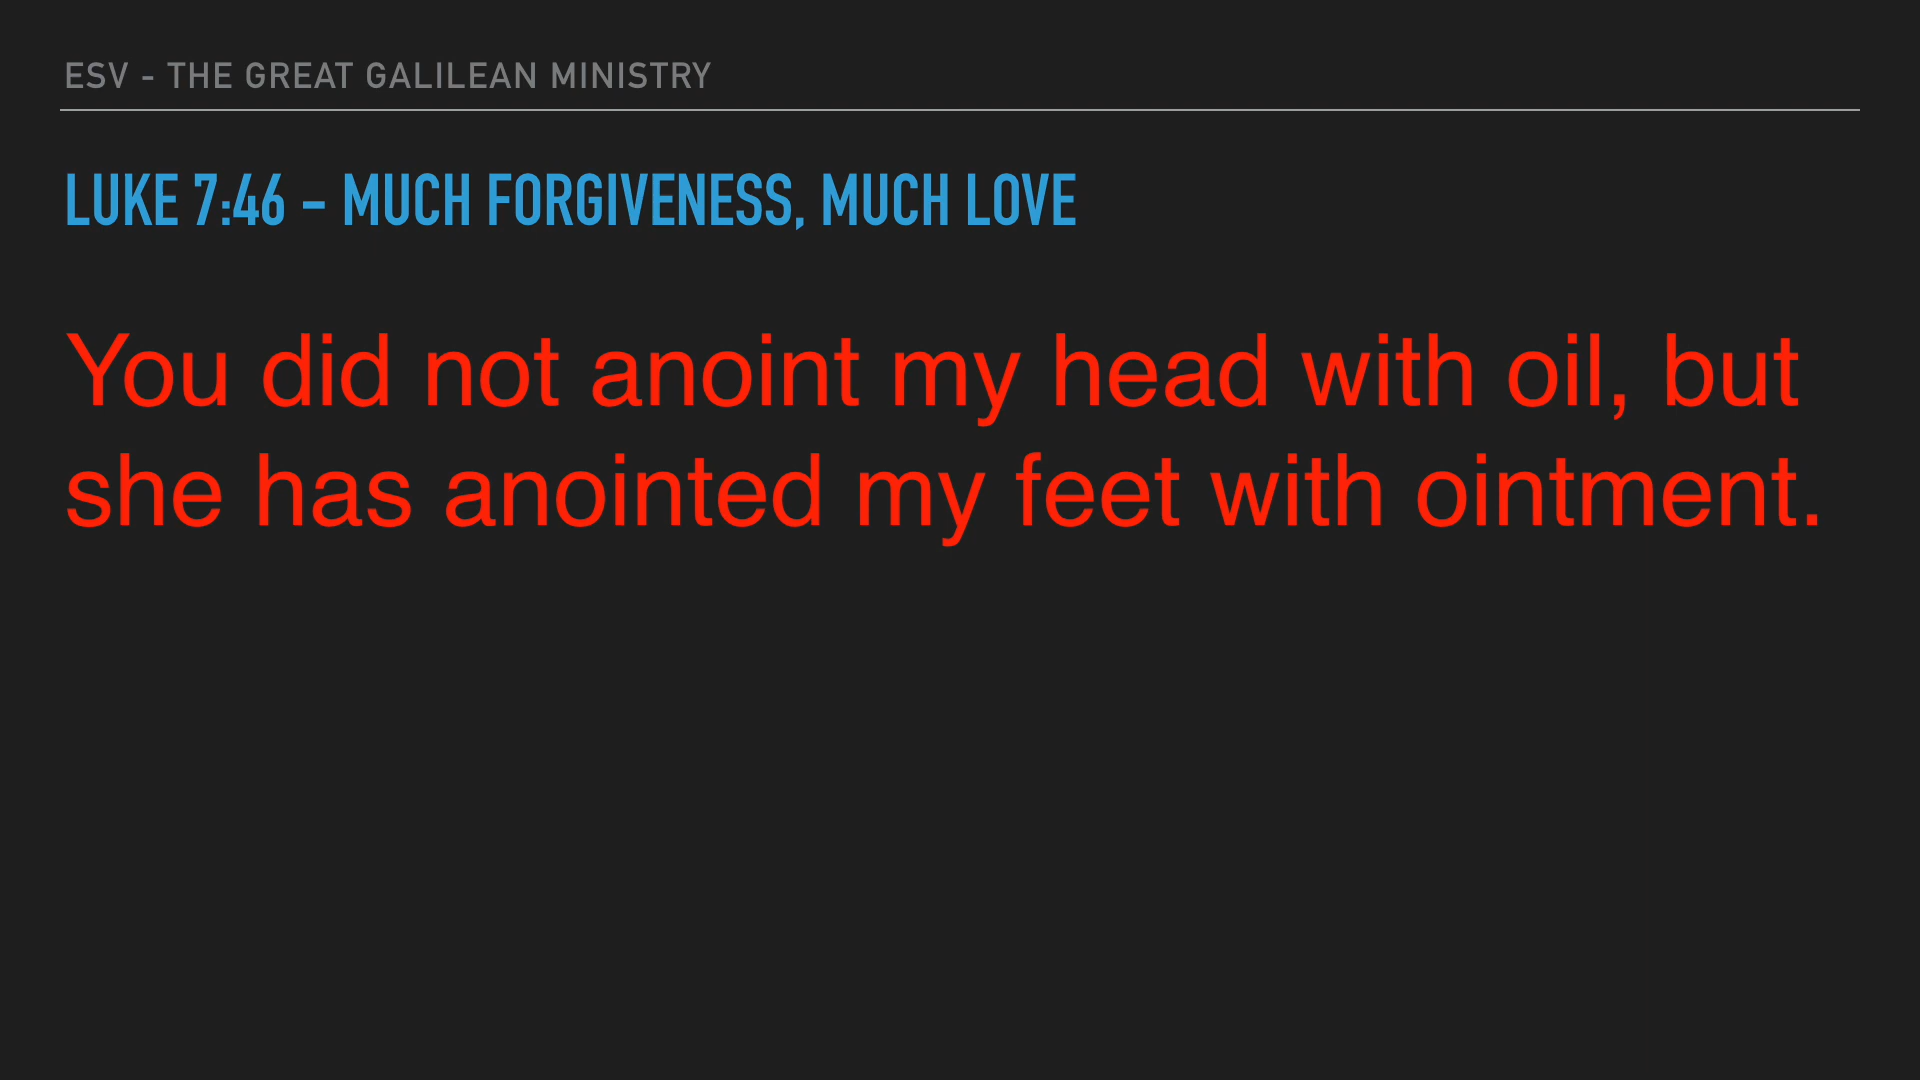 ESV - THE GREAT GALILEAN MINISTRY
LUKE 7:46 - MUCH FORGIVENESS, MUCH LOVE
You did not anoint my head with oil, but
she has anointed my feet with ointment.